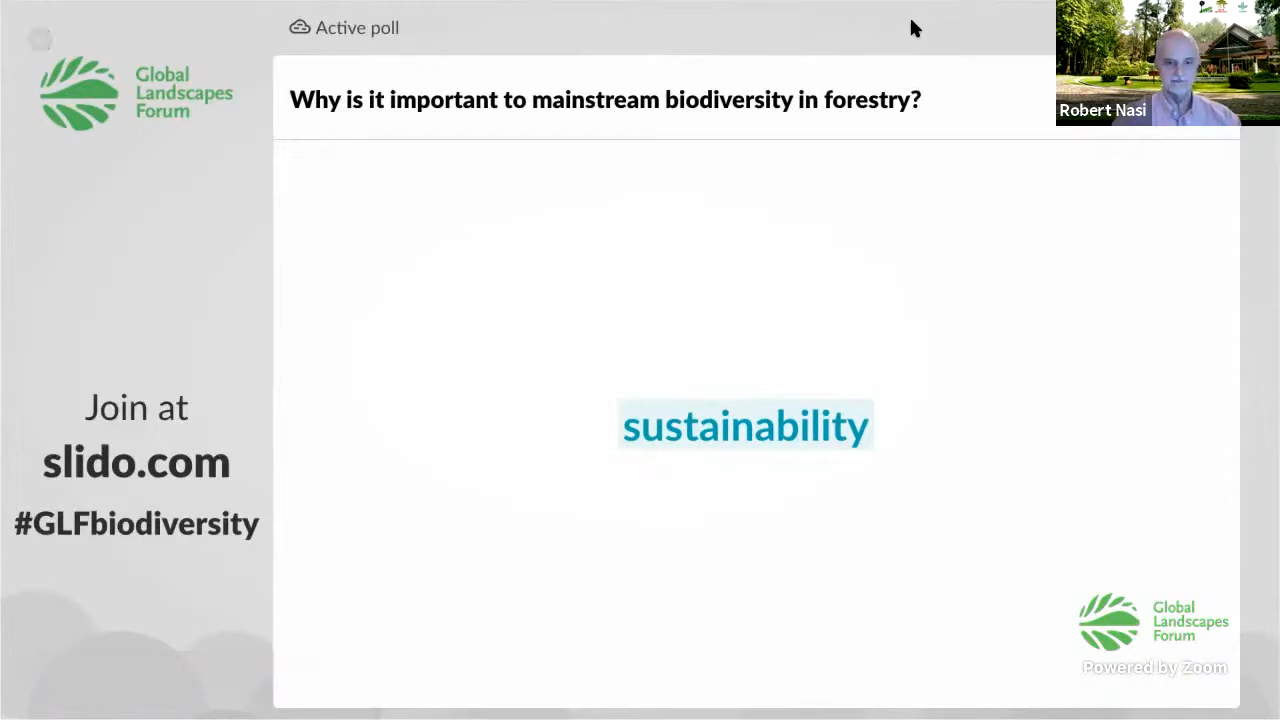 Active poll
Global
Landscapes
Forum
Why is it important to mainstream biodiversity in forestry?
Robert Nasi
sustainability
Join at
slido.com
#GLFbiodiversity
Global
Landscapes
Forum
Powered by Zoom